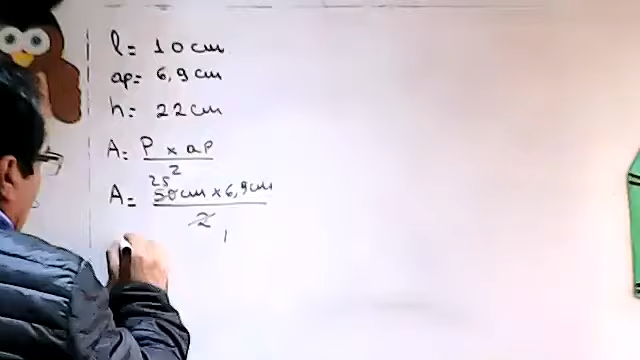 l = 10 cm
ap = 6,9 cm
h = 22 cm
A = P x ap
2
25
A = 50 cm x 6,9 cm
2
1